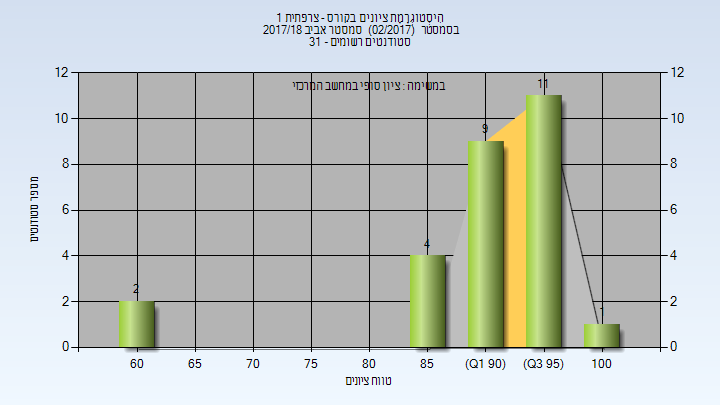 היסטוגרמת ציונים בקורס - צרפתית 1
בסמסטר (02/2017) סמסטר אביב 2017/18
סטודנטים רשומים - 31
במשימה : ציון סופי במחשב המרכזי
מספר סטודנטים
12 12
10 10
8 8
6 6
4 4
2 2
0 0
2 4 9 11 1
60 65 70 75 80 85 (Q1 90) (Q3 95) 100
טווח ציונים